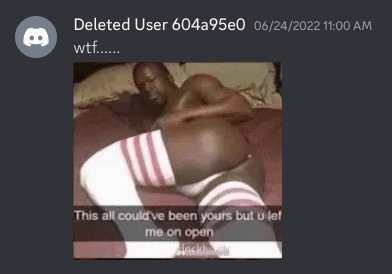 Deleted User 604a95e0 06/24/2022 11:00 AM
wtf......
This all could've been yours but u lef
me on open